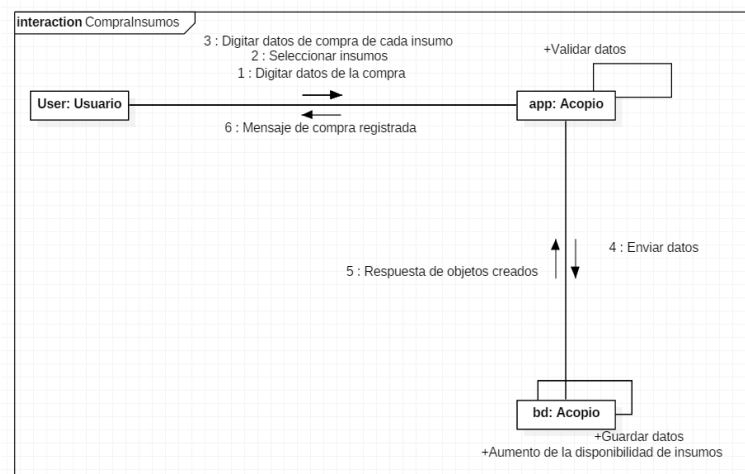 interaction CompraInsumos
3 : Digitar datos de compra de cada insumo
2 : Seleccionar insumos
1 : Digitar datos de la compra
+Validar datos
User: Usuario
app: Acopio
6 : Mensaje de compra registrada
4 : Enviar datos
5 : Respuesta de objetos creados
bd: Acopio
+Guardar datos
+Aumento de la disponibilidad de insumos